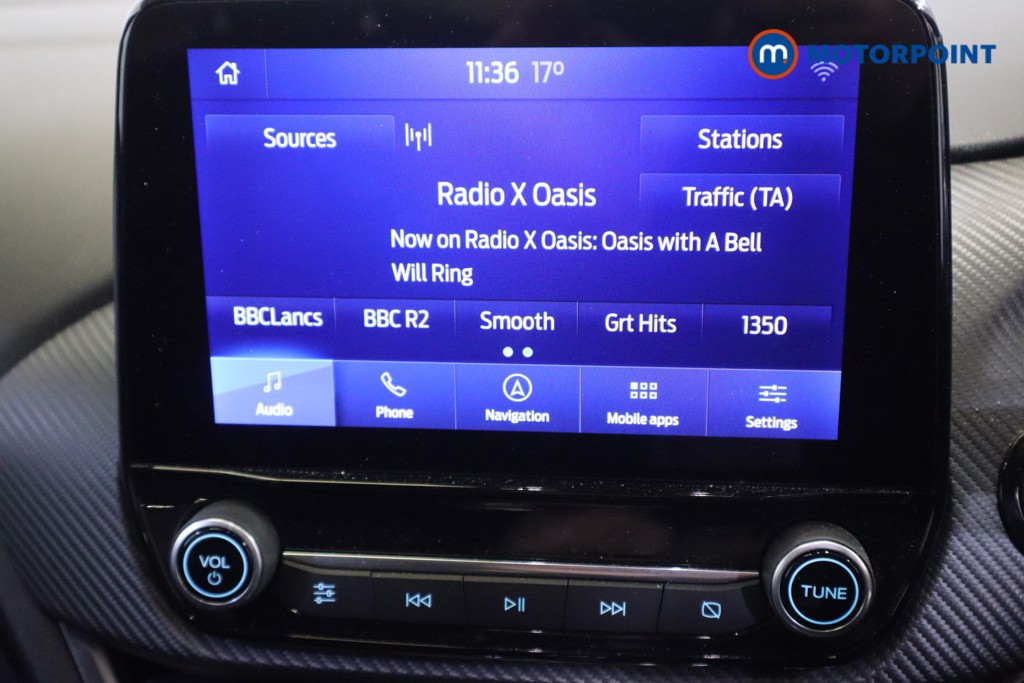 MOTORPOINT
11:36 17°
Sources
Stations
Radio X Oasis
Traffic (TA)
Now on Radio X Oasis: Oasis with A Bell
Will Ring
BBCLancs BBC R2 Smooth Grt Hits 1350
Audio Phone Navigation Mobile apps Settings
VOL
TUNE